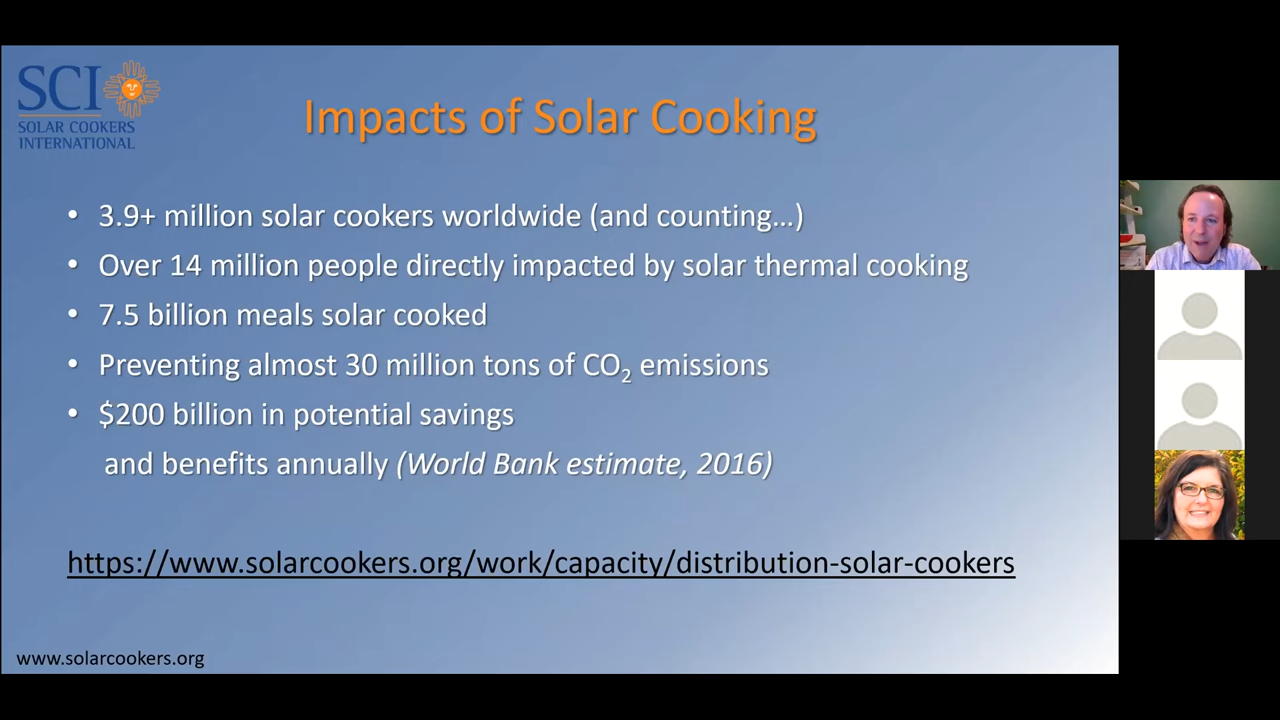 SCI
SOLAR COOKERS
INTERNATIONAL
Impacts of Solar Cooking
• 3.9+ million solar cookers worldwide (and counting…)
• Over 14 million people directly impacted by solar thermal cooking
• 7.5 billion meals solar cooked
• Preventing almost 30 million tons of CO₂ emissions
• $200 billion in potential savings
and benefits annually (World Bank estimate, 2016)
https://www.solarcookers.org/work/capacity/distribution-solar-cookers
www.solarcookers.org